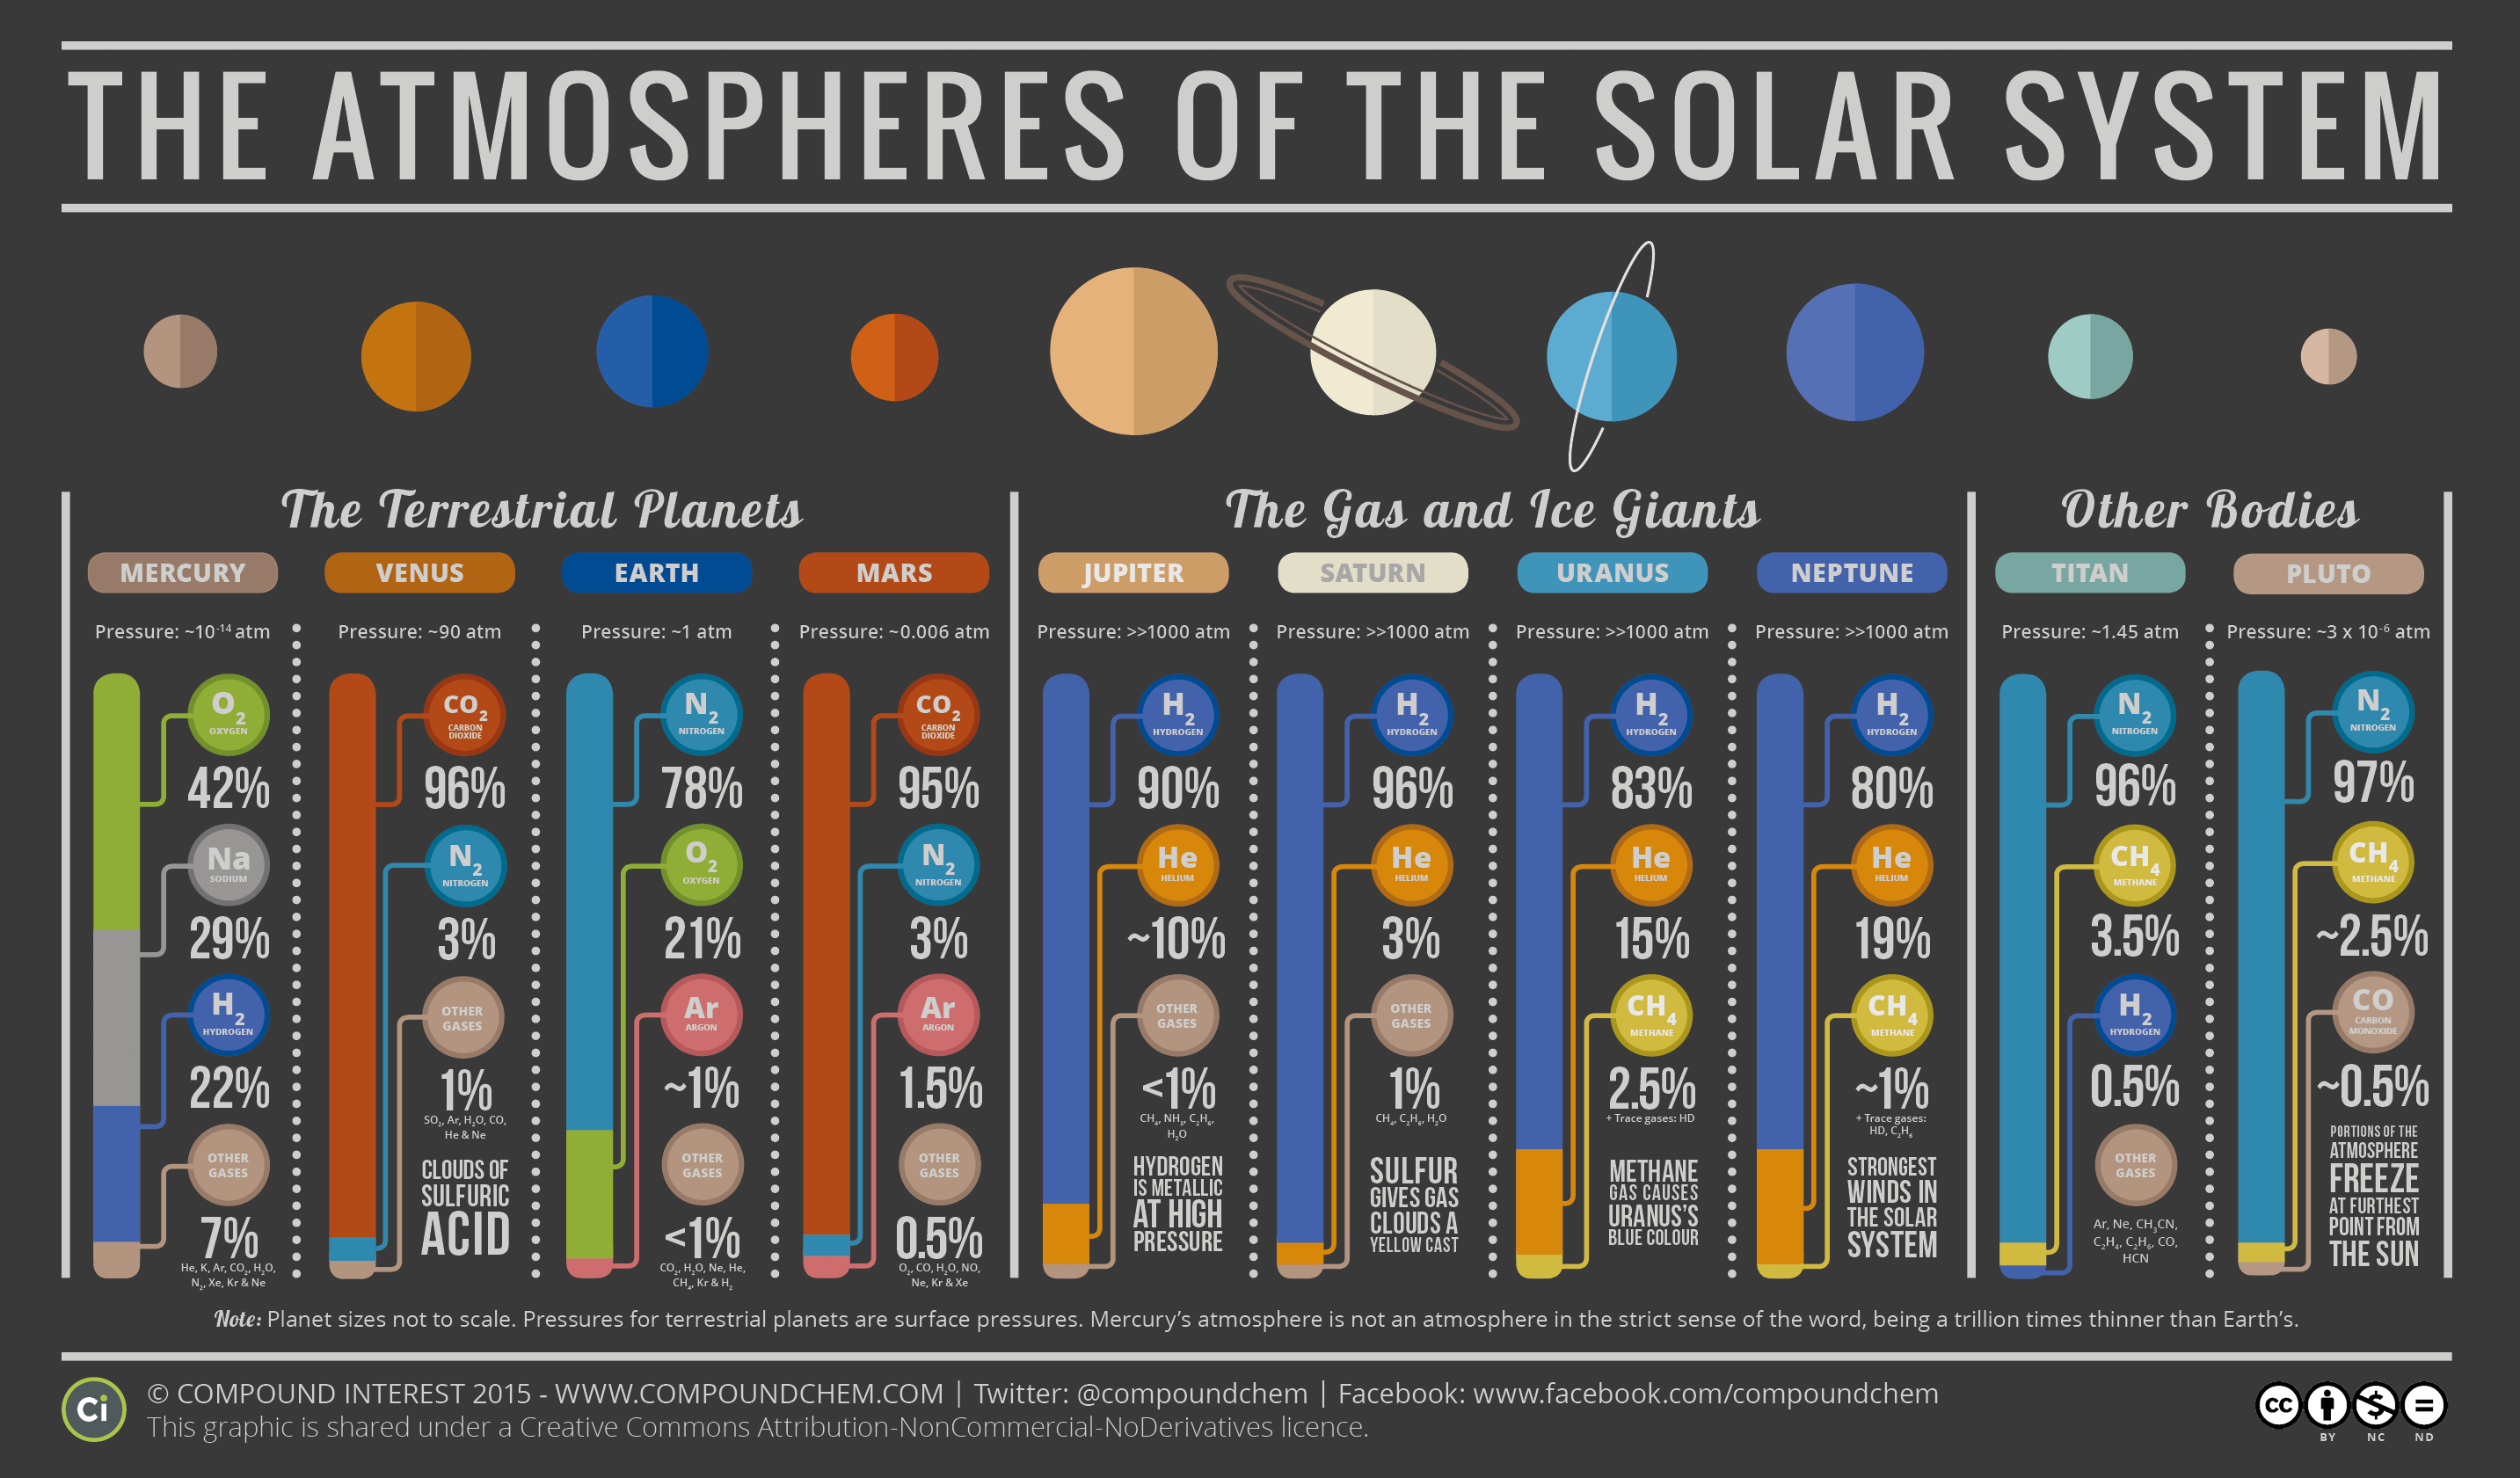 THE ATMOSPHERES OF THE SOLAR SYSTEM
The Terrestrial Planets
MERCURY
Pressure: ~10⁻¹⁴ atm
O₂
OXYGEN
42%
Na
SODIUM
29%
H₂
HYDROGEN
22%
OTHER
GASES
7%
He, K, Ar, CO₂, H₂O,
N₂, Xe, Kr & Ne
VENUS
Pressure: ~90 atm
CO₂
CARBON
DIOXIDE
96%
N₂
NITROGEN
3%
OTHER
GASES
1%
SO₂, Ar, H₂O, CO,
He & Ne
CLOUDS OF
SULFURIC
ACID
EARTH
Pressure: ~1 atm
N₂
NITROGEN
78%
O₂
OXYGEN
21%
Ar
ARGON
~1%
OTHER
GASES
<1%
CO₂, H₂O, Ne, He,
CH₄, Kr & H₂
MARS
Pressure: ~0.006 atm
CO₂
CARBON
DIOXIDE
95%
N₂
NITROGEN
3%
Ar
ARGON
1.5%
OTHER
GASES
0.5%
O₂, CO, H₂O, NO,
Ne, Kr & Xe
The Gas and Ice Giants
JUPITER
Pressure: >>1000 atm
H₂
HYDROGEN
90%
He
HELIUM
~10%
OTHER
GASES
<1%
CH₄, NH₃, C₂H₆,
H₂O
HYDROGEN
IS METALLIC
AT HIGH
PRESSURE
SATURN
Pressure: >>1000 atm
H₂
HYDROGEN
96%
He
HELIUM
3%
OTHER
GASES
1%
CH₄, C₂H₆, H₂O
SULFUR
GIVES GAS
CLOUDS A
YELLOW CAST
URANUS
Pressure: >>1000 atm
H₂
HYDROGEN
83%
He
HELIUM
15%
CH₄
METHANE
2.5%
+ Trace gases: HD
METHANE
GAS CAUSES
URANUS'S
BLUE COLOUR
NEPTUNE
Pressure: >>1000 atm
H₂
HYDROGEN
80%
He
HELIUM
19%
CH₄
METHANE
~1%
+ Trace gases:
HD, C₂H₆
STRONGEST
WINDS IN
THE SOLAR
SYSTEM
Other Bodies
TITAN
Pressure: ~1.45 atm
N₂
NITROGEN
96%
CH₄
METHANE
3.5%
H₂
HYDROGEN
0.5%
OTHER
GASES
Ar, Ne, CH₃CN,
C₂H₄, C₂H₆, CO,
HCN
PLUTO
Pressure: ~3 x 10⁻⁶ atm
N₂
NITROGEN
97%
CH₄
METHANE
~2.5%
CO
CARBON
MONOXIDE
~0.5%
PORTIONS OF THE
ATMOSPHERE
FREEZE
AT FURTHEST
POINT FROM
THE SUN
Note: Planet sizes not to scale. Pressures for terrestrial planets are surface pressures. Mercury's atmosphere is not an atmosphere in the strict sense of the word, being a trillion times thinner than Earth's.
Ci
© COMPOUND INTEREST 2015 - WWW.COMPOUNDCHEM.COM | Twitter: @compoundchem | Facebook: www.facebook.com/compoundchem
This graphic is shared under a Creative Commons Attribution-NonCommercial-NoDerivatives licence.
CC
BY NC ND